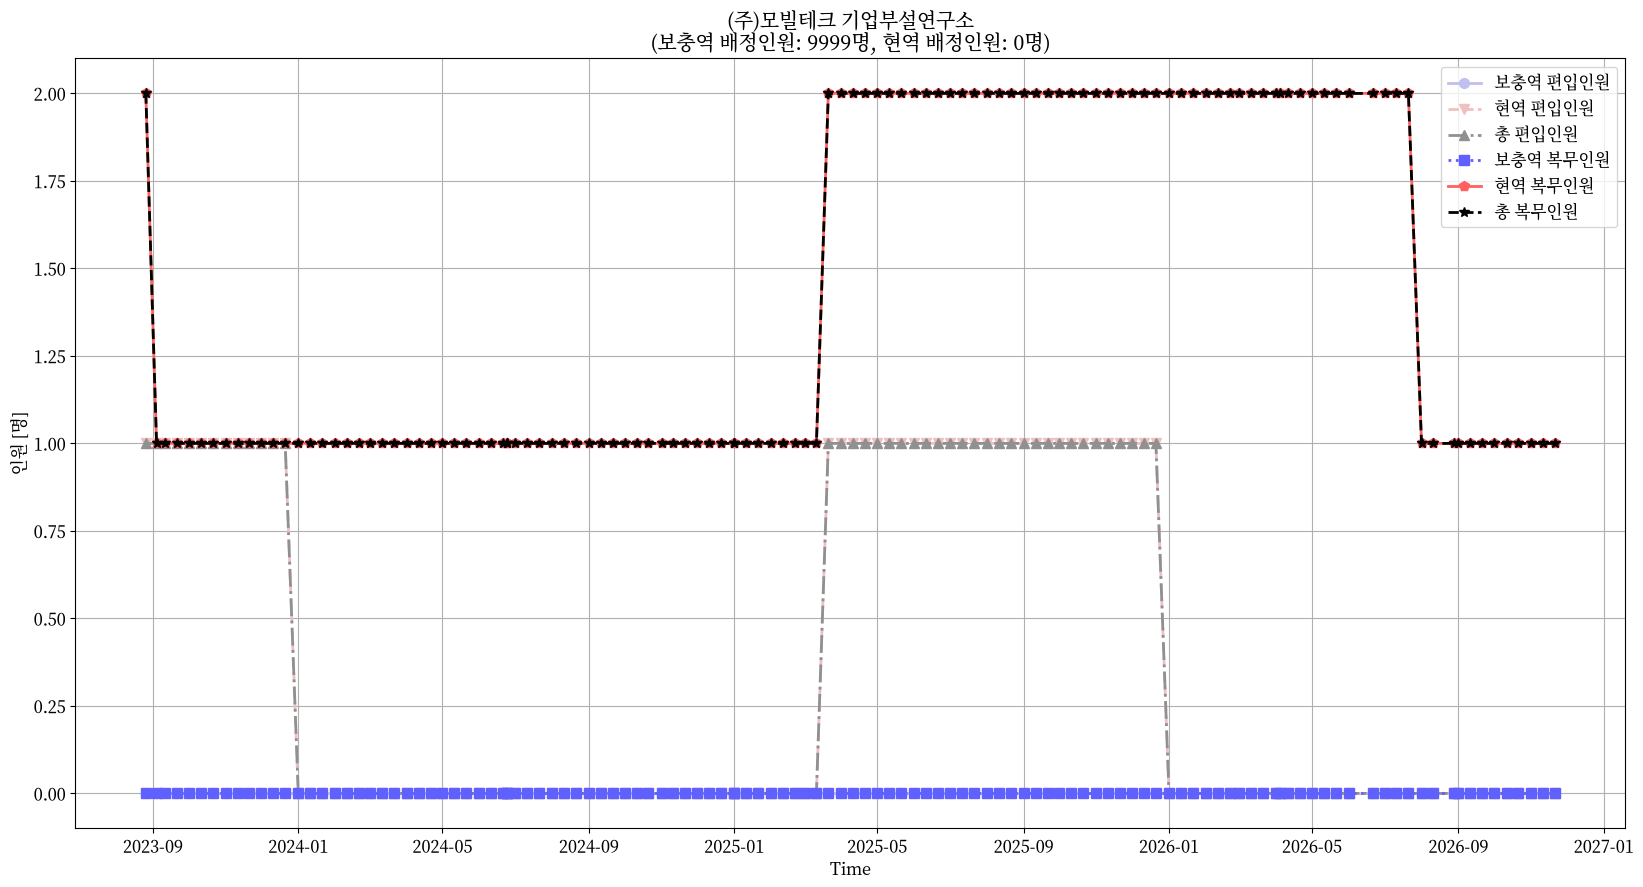 (주)모빌테크 기업부설연구소
(보충역 배정인원: 9999명, 현역 배정인원: 0명)
보충역 편입인원
현역 편입인원
총 편입인원
보충역 복무인원
현역 복무인원
총 복무인원
인원 [명]
2.00
1.75
1.50
1.25
1.00
0.75
0.50
0.25
0.00
2023-09 2024-01 2024-05 2024-09 2025-01 2025-05 2025-09 2026-01 2026-05 2026-09 2027-01
Time